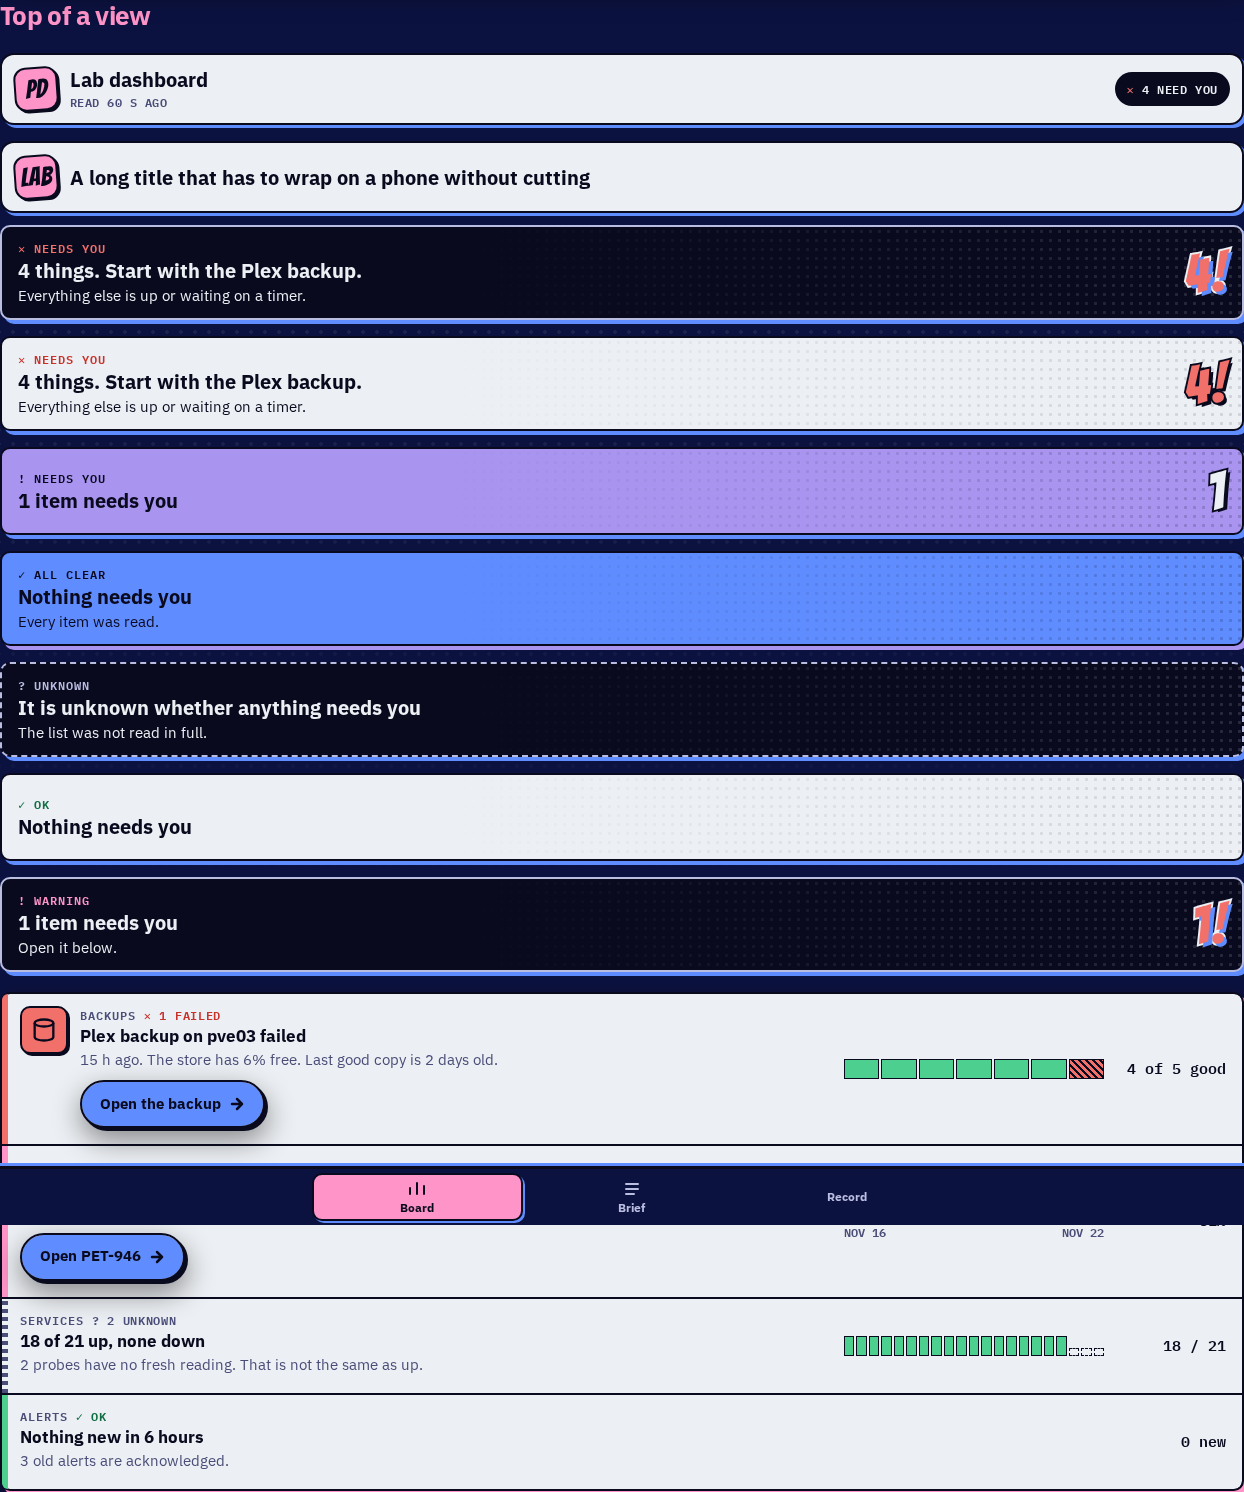 Top of a view
PD
Lab dashboard
READ 60 S AGO
× 4 NEED YOU
LAB
A long title that has to wrap on a phone without cutting
× NEEDS YOU
4 things. Start with the Plex backup.
Everything else is up or waiting on a timer.
4!
× NEEDS YOU
4 things. Start with the Plex backup.
Everything else is up or waiting on a timer.
4!
! NEEDS YOU
1 item needs you
1
✓ ALL CLEAR
Nothing needs you
Every item was read.
? UNKNOWN
It is unknown whether anything needs you
The list was not read in full.
✓ OK
Nothing needs you
! WARNING
1 item needs you
Open it below.
1!
BACKUPS × 1 FAILED
Plex backup on pve03 failed
15 h ago. The store has 6% free. Last good copy is 2 days old.
4 of 5 good
Open the backup →
Board
Brief
Record
NOV 16
NOV 22
Open PET-946 →
SERVICES ? 2 UNKNOWN
18 of 21 up, none down
2 probes have no fresh reading. That is not the same as up.
18 / 21
ALERTS ✓ OK
Nothing new in 6 hours
3 old alerts are acknowledged.
0 new